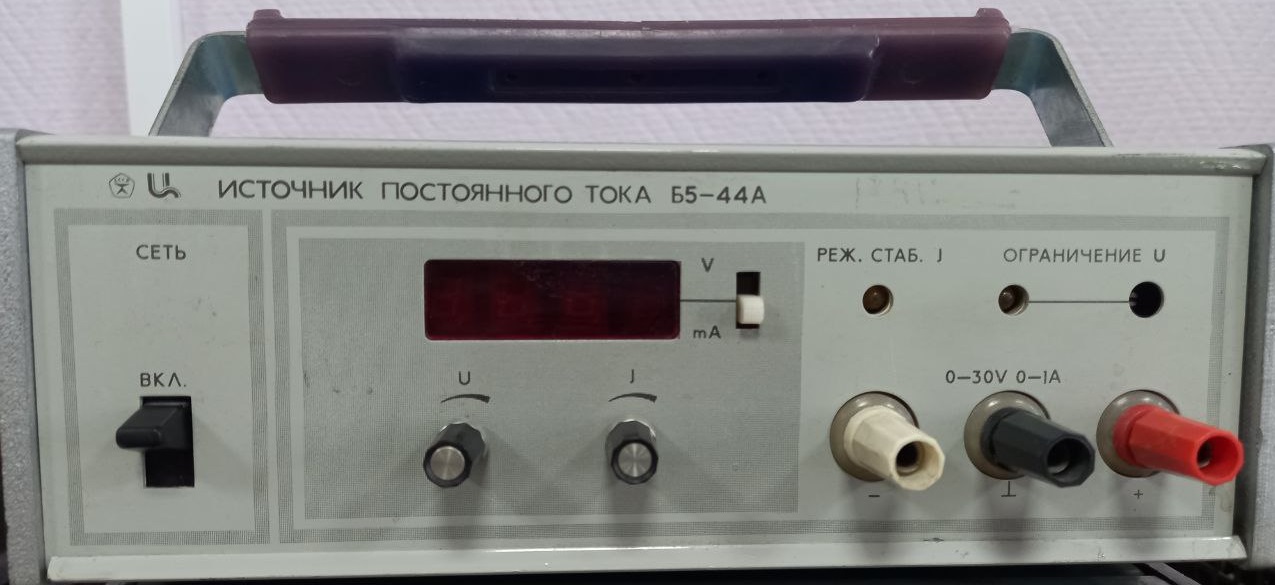 ИСТОЧНИК ПОСТОЯННОГО ТОКА Б5-44А
СЕТЬ
ВКЛ.
V
mA
U
J
РЕЖ. СТАБ. J
ОГРАНИЧЕНИЕ U
0-30V 0-1A
-
⊥
+